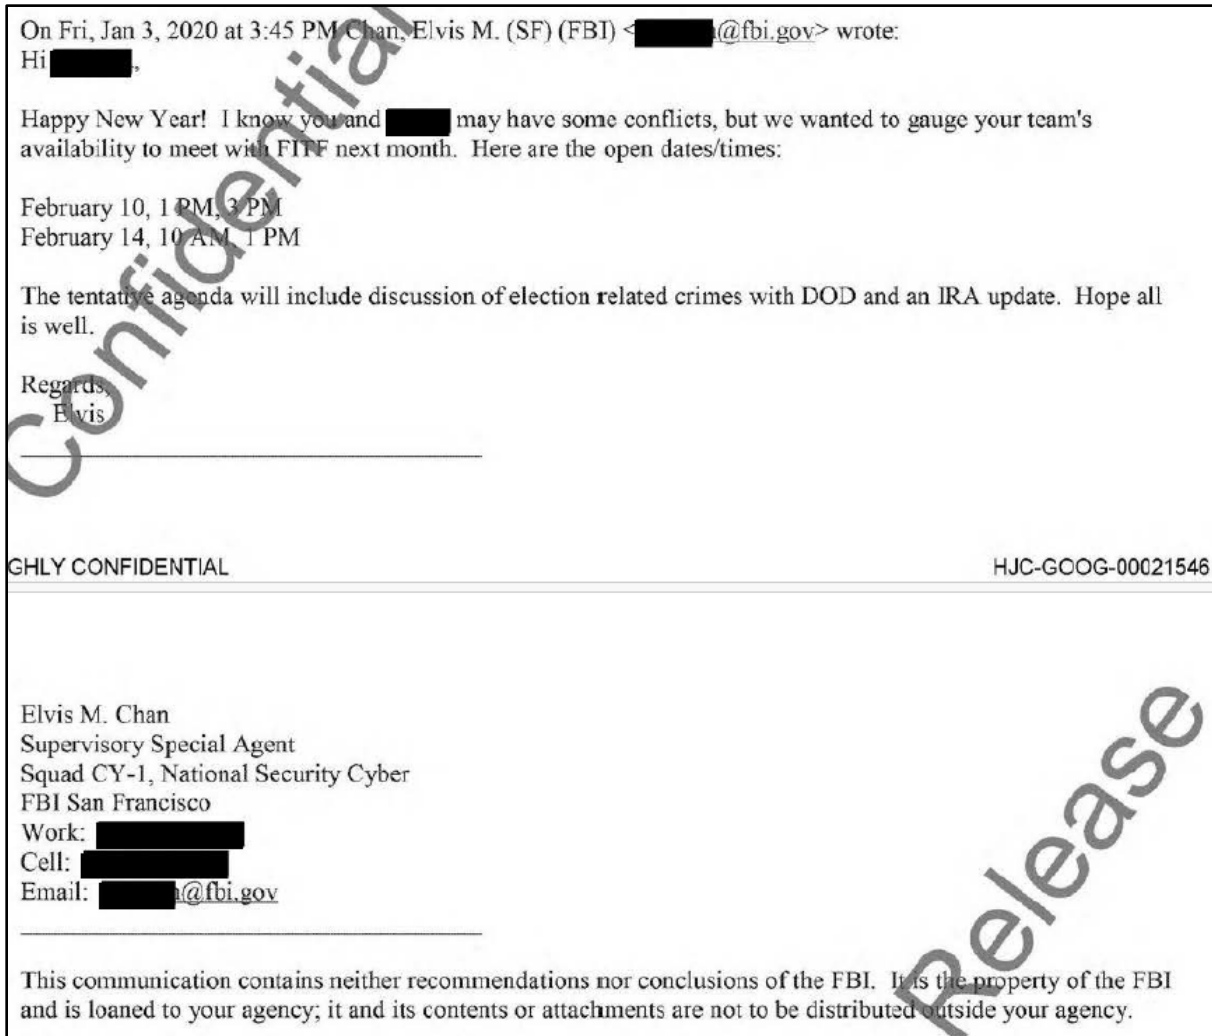 On Fri, Jan 3, 2020 at 3:45 PM Chan, Elvis M. (SF) (FBI) < @fbi.gov> wrote:
Hi ,
Happy New Year! I know you and may have some conflicts, but we wanted to gauge your team's
availability to meet with FITF next month. Here are the open dates/times:
February 10, 1 PM, 3 PM
February 14, 10 AM, 1 PM
The tentative agenda will include discussion of election related crimes with DOD and an IRA update. Hope all
is well.
Regards,
Elvis
Confidential
GHLY CONFIDENTIAL HJC-GOOG-00021546
Elvis M. Chan
Supervisory Special Agent
Squad CY-1, National Security Cyber
FBI San Francisco
Work:
Cell:
Email: @fbi.gov
Release
This communication contains neither recommendations nor conclusions of the FBI. It is the property of the FBI
and is loaned to your agency; it and its contents or attachments are not to be distributed outside your agency.